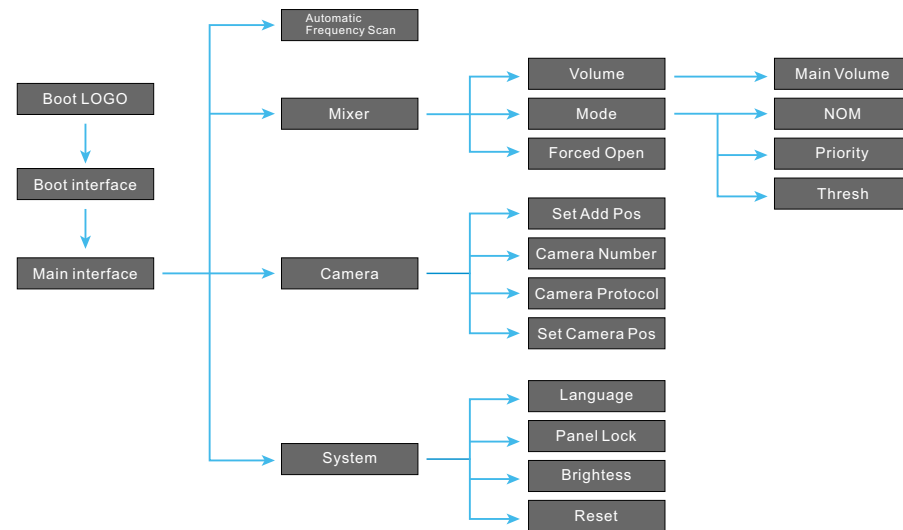 Automatic
Frequency Scan
Boot LOGO
Boot interface
Main interface
Mixer
Camera
System
Volume
Mode
Forced Open
Set Add Pos
Camera Number
Camera Protocol
Set Camera Pos
Language
Panel Lock
Brightess
Reset
Main Volume
NOM
Priority
Thresh